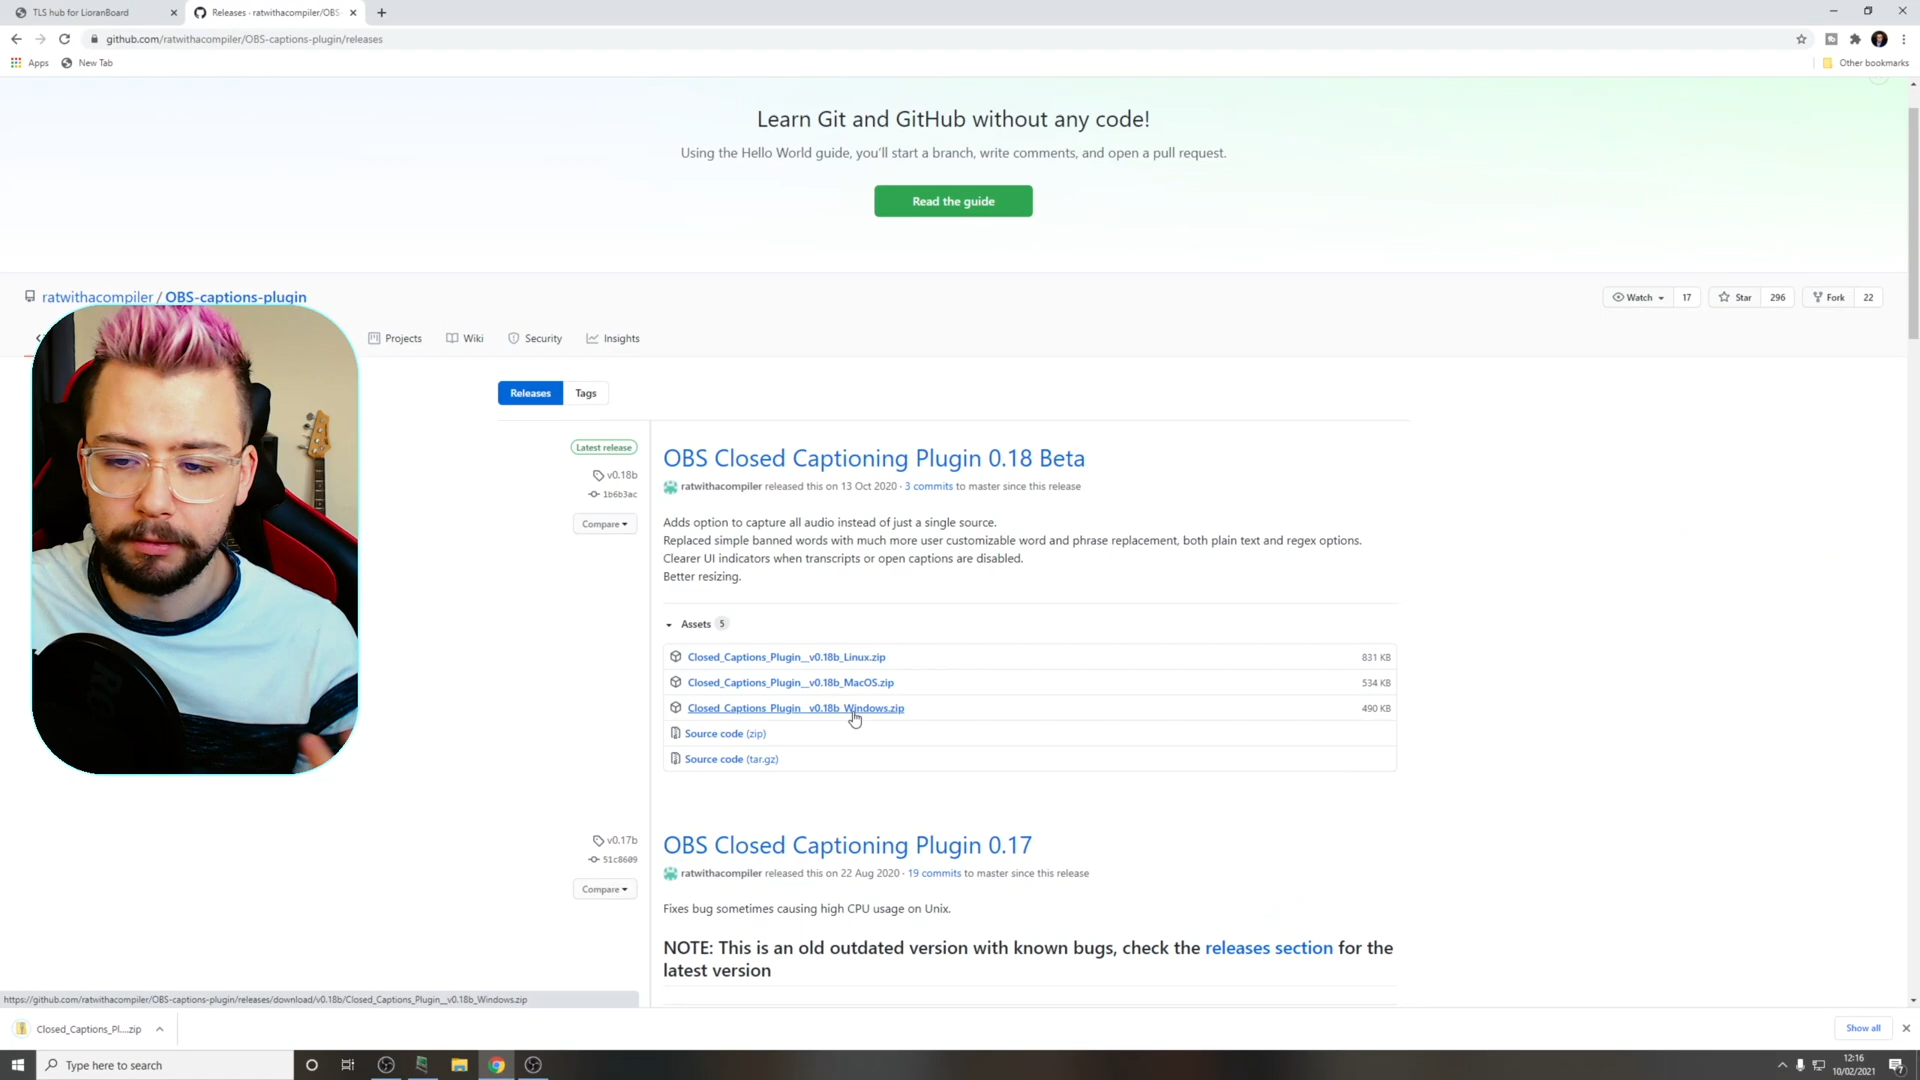 TLS hub for LioranBoard
Releases · ratwithacompiler/OBS-
github.com/ratwithacompiler/OBS-captions-plugin/releases
Apps
New Tab
Other bookmarks
Learn Git and GitHub without any code!
Using the Hello World guide, you'll start a branch, write comments, and open a pull request.
Read the guide
ratwithacompiler / OBS-captions-plugin
Watch 17
Star 296
Fork 22
Projects
Wiki
Security
Insights
Releases
Tags
Latest release
v0.18b
1b6b3ac
Compare
OBS Closed Captioning Plugin 0.18 Beta
ratwithacompiler released this on 13 Oct 2020 · 3 commits to master since this release
Adds option to capture all audio instead of just a single source.
Replaced simple banned words with much more user customizable word and phrase replacement, both plain text and regex options.
Clearer UI indicators when transcripts or open captions are disabled.
Better resizing.
Assets 5
Closed_Captions_Plugin__v0.18b_Linux.zip 831 KB
Closed_Captions_Plugin__v0.18b_MacOS.zip 534 KB
Closed_Captions_Plugin__v0.18b_Windows.zip 490 KB
Source code (zip)
Source code (tar.gz)
v0.17b
51c8609
Compare
OBS Closed Captioning Plugin 0.17
ratwithacompiler released this on 22 Aug 2020 · 19 commits to master since this release
Fixes bug sometimes causing high CPU usage on Unix.
NOTE: This is an old outdated version with known bugs, check the releases section for the
latest version
https://github.com/ratwithacompiler/OBS-captions-plugin/releases/download/v0.18b/Closed_Captions_Plugin__v0.18b_Windows.zip
Closed_Captions_Pl....zip
Show all
Type here to search
12:16
10/02/2021